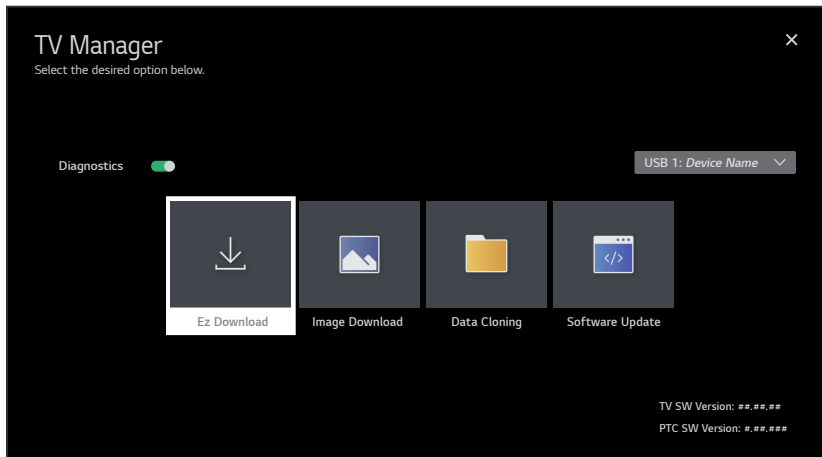 TV Manager
Select the desired option below.
Diagnostics
USB 1: Device Name
Ez Download
Image Download
Data Cloning
Software Update
TV SW Version: ##.##.##
PTC SW Version: #.##.###